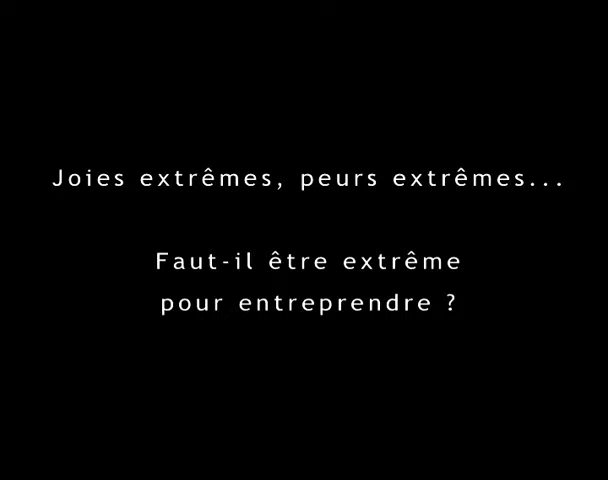 Joies extrêmes, peurs extrêmes...
Faut-il être extrême
pour entreprendre ?